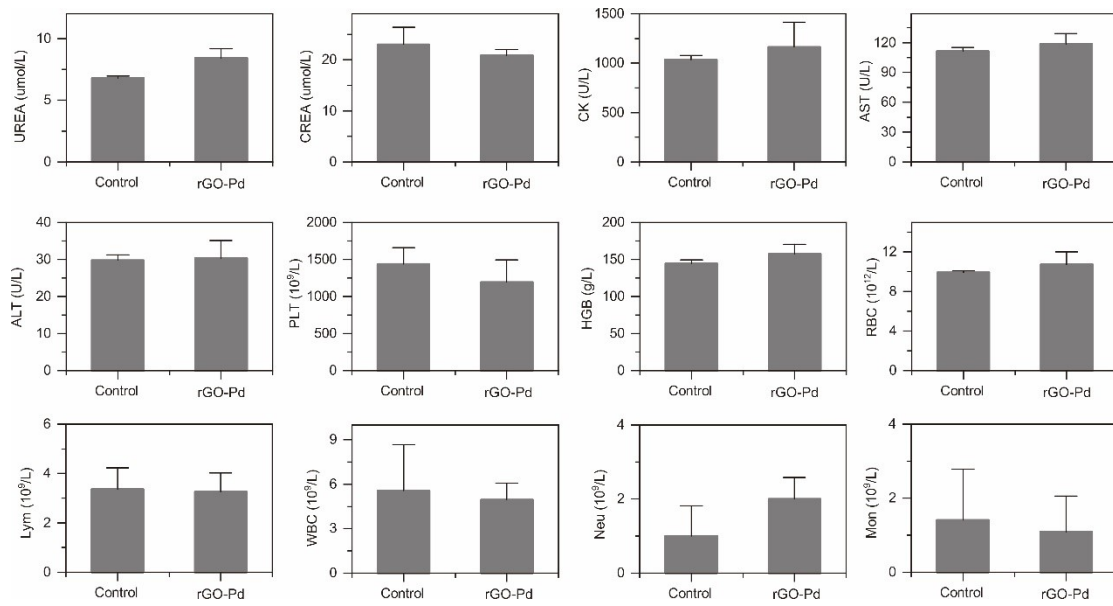 UREA (umol/L)
10
5
0
Control
rGO-Pd
CREA (umol/L)
20
10
0
Control
rGO-Pd
CK (U/L)
1500
1000
500
0
Control
rGO-Pd
AST (U/L)
120
90
60
30
0
Control
rGO-Pd
ALT (U/L)
40
30
20
10
0
Control
rGO-Pd
PLT (10⁹/L)
2000
1500
1000
500
0
Control
rGO-Pd
HGB (g/L)
200
150
100
50
0
Control
rGO-Pd
RBC (10¹²/L)
12
8
4
0
Control
rGO-Pd
Lym (10⁹/L)
6
4
2
0
Control
rGO-Pd
WBC (10⁹/L)
9
6
3
0
Control
rGO-Pd
Neu (10⁹/L)
4
2
0
Control
rGO-Pd
Mon (10⁹/L)
4
2
0
Control
rGO-Pd